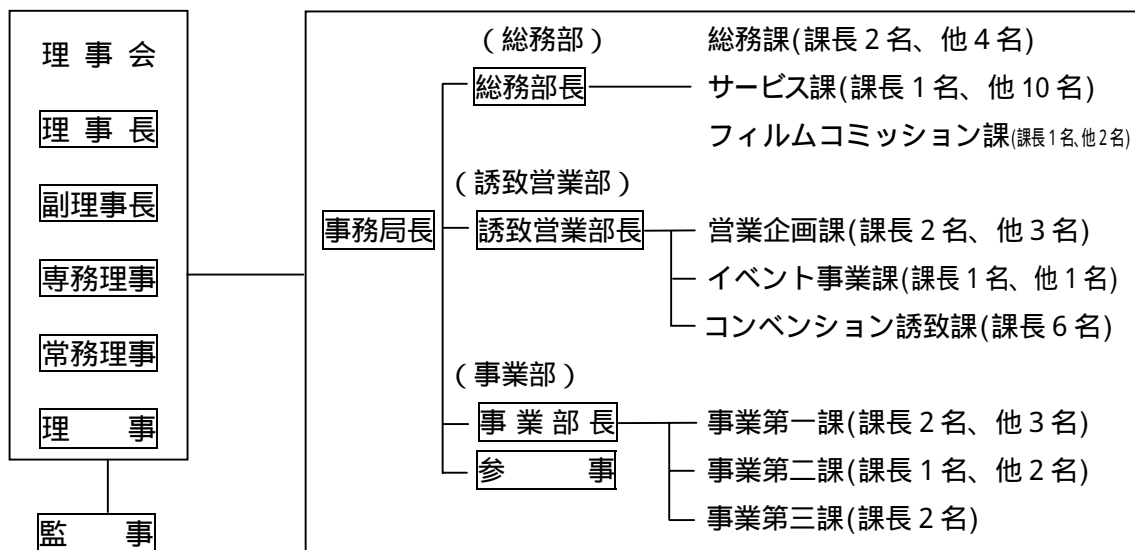 理事会
理事長
副理事長
専務理事
常務理事
理事
監事
事務局長
(総務部)
総務部長
総務課(課長2名、他4名)
サービス課(課長1名、他10名)
フィルムコミッション課(課長1名、他2名)
(誘致営業部)
誘致営業部長
営業企画課(課長2名、他3名)
イベント事業課(課長1名、他1名)
コンベンション誘致課(課長6名)
(事業部)
事業部長
参事
事業第一課(課長2名、他3名)
事業第二課(課長1名、他2名)
事業第三課(課長2名)